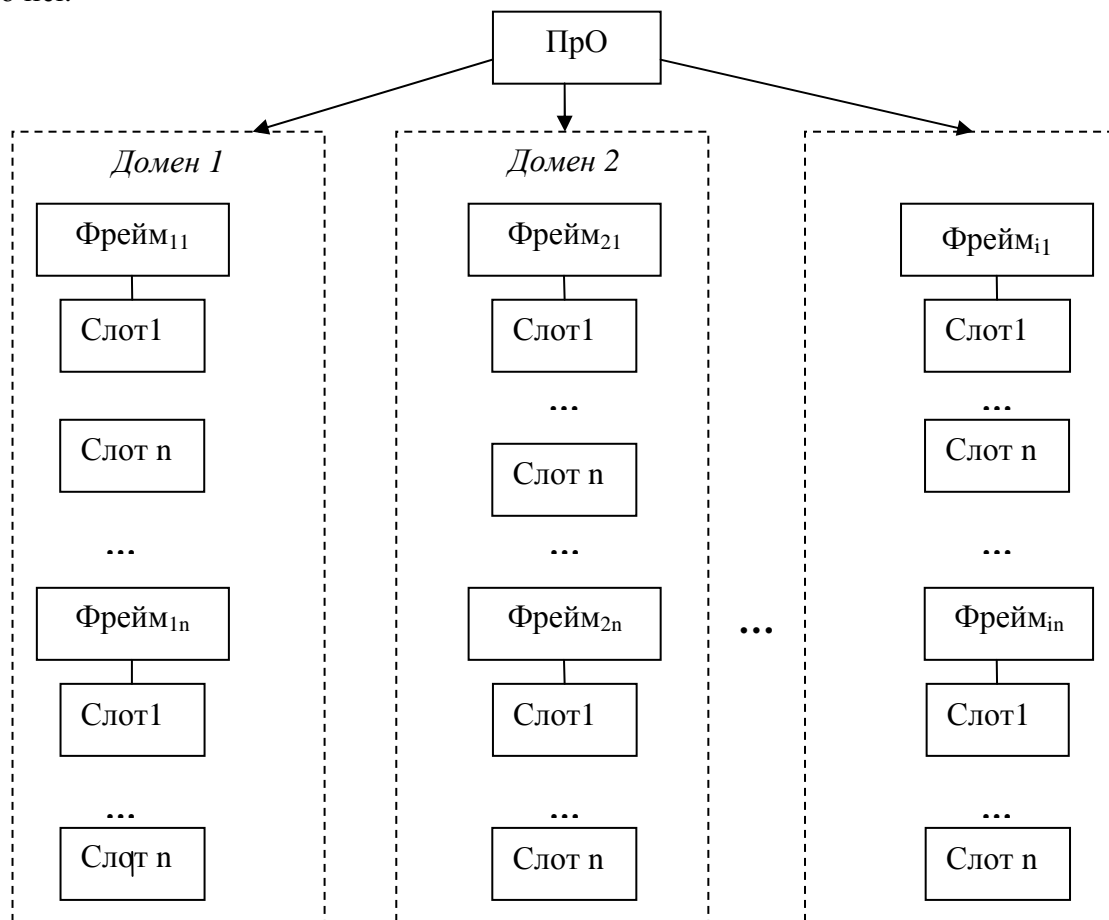 ПрО
Домен 1
Фрейм11
Слот1
Слот n
...
Фрейм1n
Слот1
...
Слот n
Домен 2
Фрейм21
Слот1
...
Слот n
...
Фрейм2n
Слот1
...
Слот n
...
Фреймi1
Слот1
...
Слот n
...
Фреймin
Слот1
...
Слот n